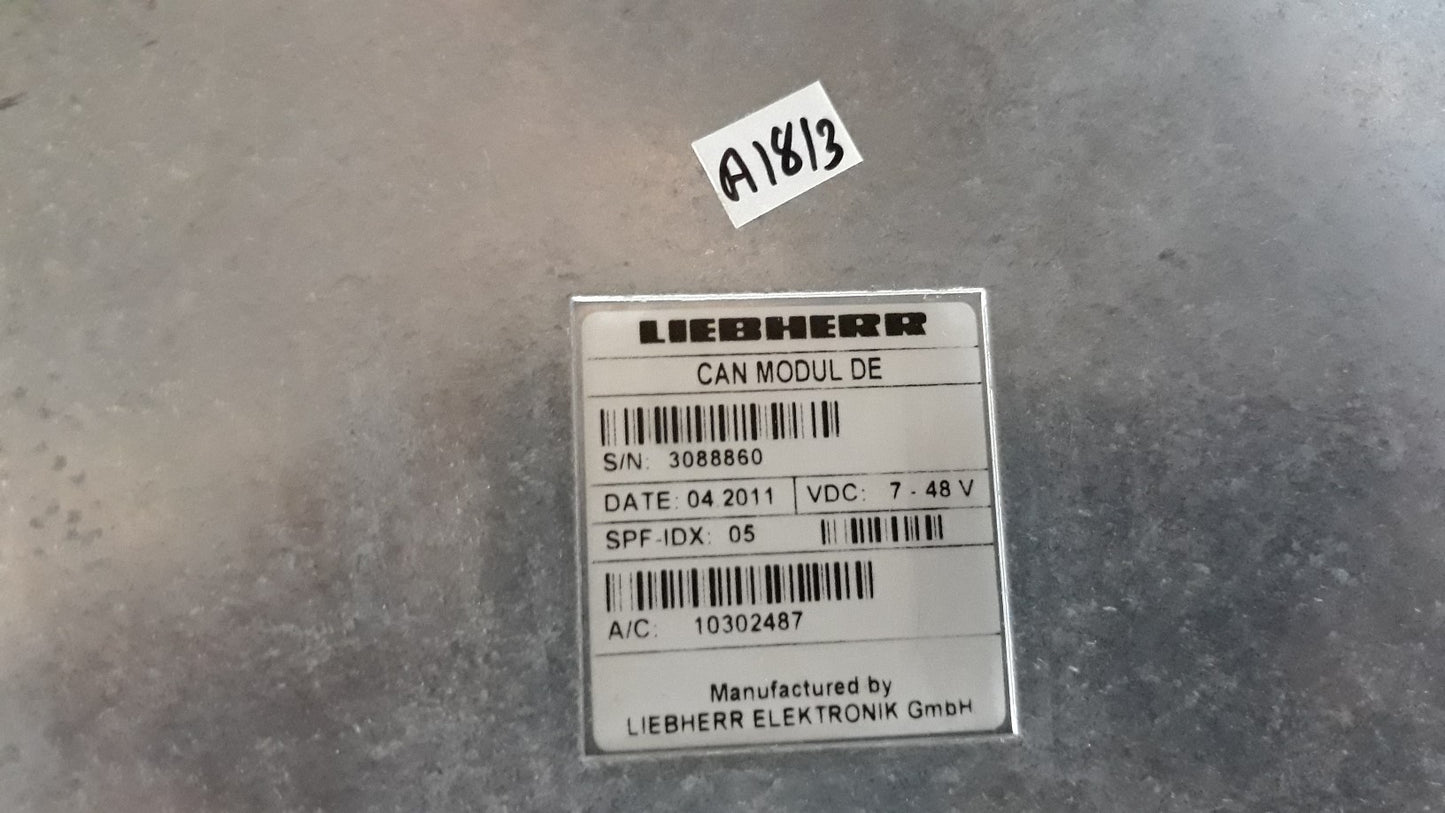 A1813
LIEBHERR
CAN MODUL DE
S/N: 3088860
DATE: 04.2011 VDC: 7 - 48 V
SPF-IDX: 05
A/C: 10302487
Manufactured by
LIEBHERR ELEKTRONIK GmbH